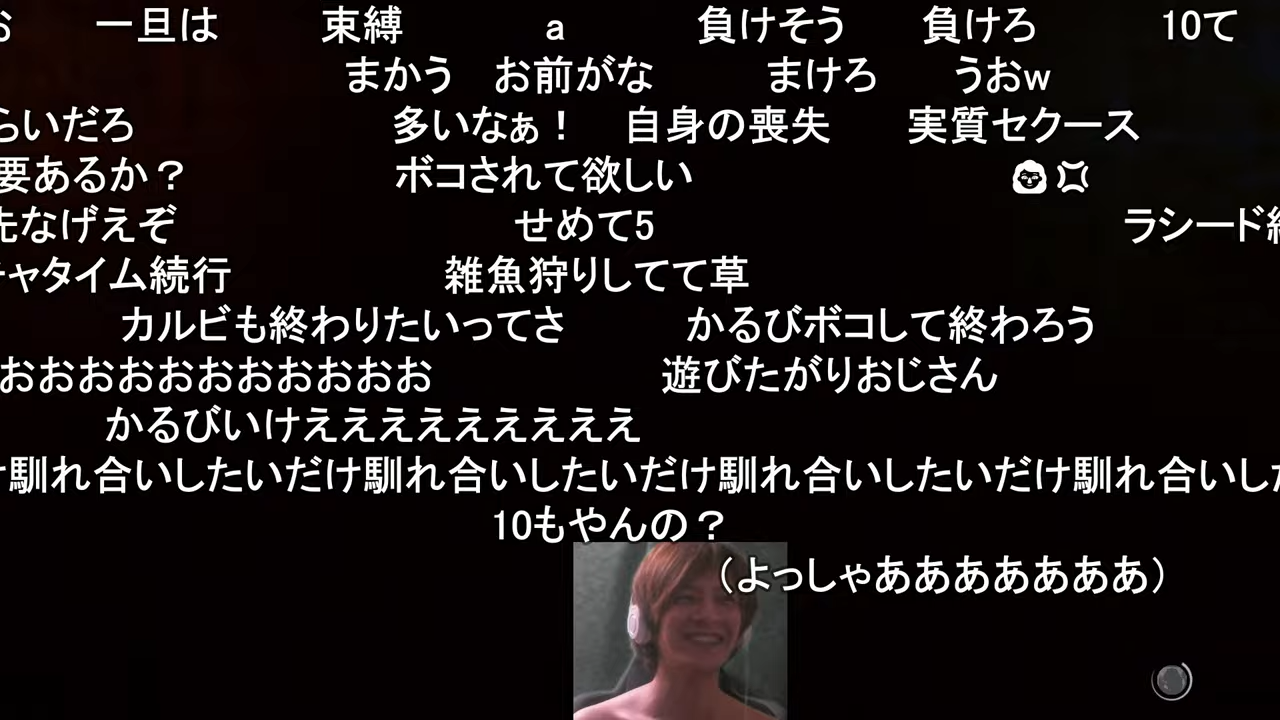 一旦は 束縛 a 負けそう 負けろ 10て
まかう お前がな まけろ うおw
らいだろ 多いなぁ！ 自身の喪失 実質セクース
要あるか？ ボコされて欲しい
先なげえぞ せめて5 ラシード
チャタイム続行 雑魚狩りしてて草
カルビも終わりたいってさ かるびボコして終わろう
おおおおおおおおおおお 遊びたがりおじさん
かるびいけえええええええええ
け馴れ合いしたいだけ馴れ合いしたいだけ馴れ合いしたいだけ馴れ合いした
10もやんの？
（よっしゃあああああああ）